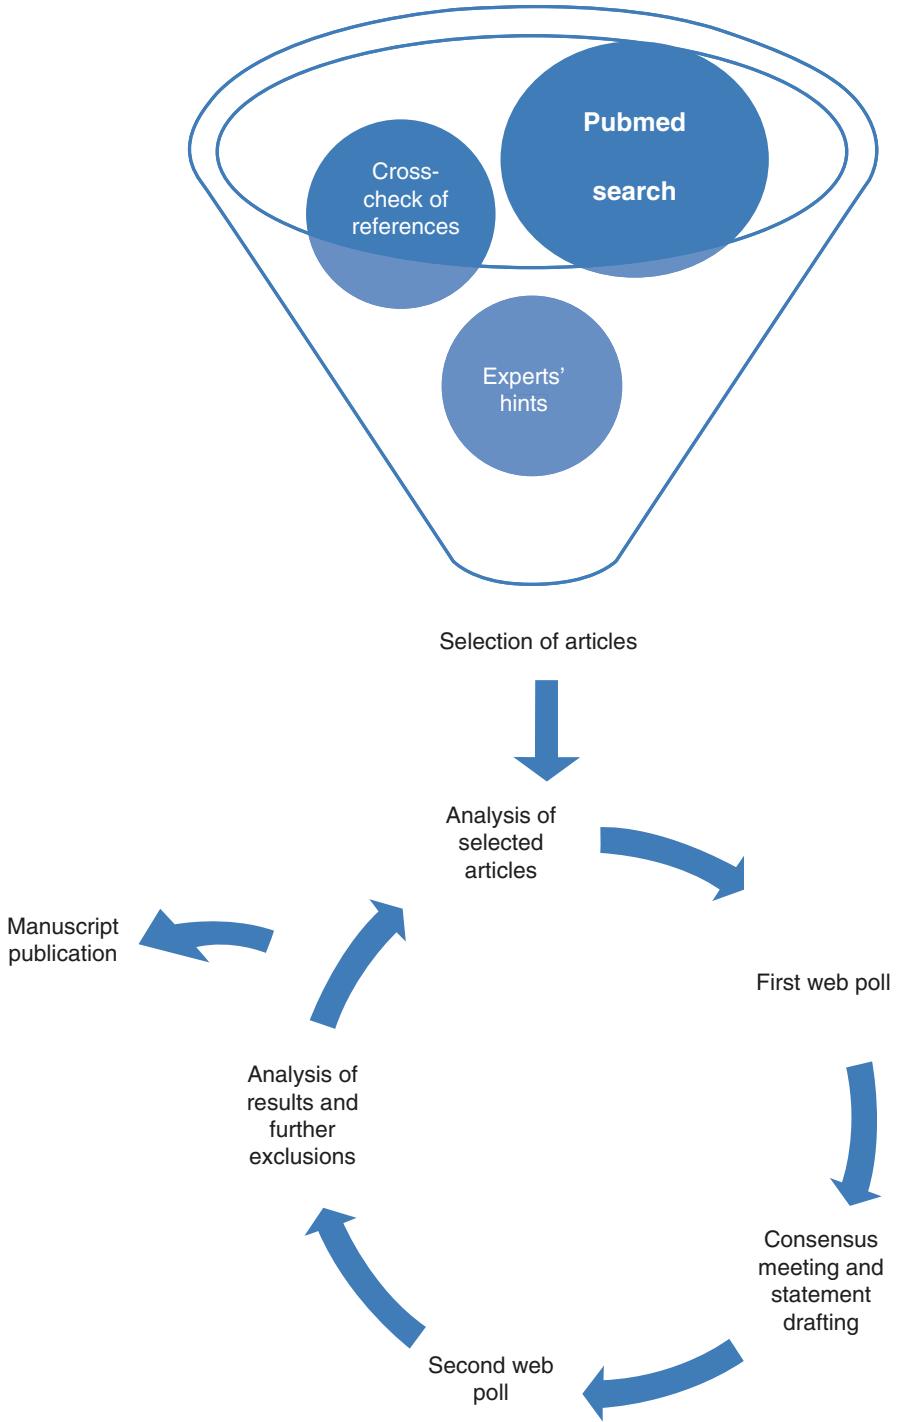 Pubmed
search
Cross-
check of
references
Experts’
hints
Selection of articles
Analysis of
selected
articles
First web poll
Consensus
meeting and
statement
drafting
Second web
poll
Analysis of
results and
further
exclusions
Manuscript
publication